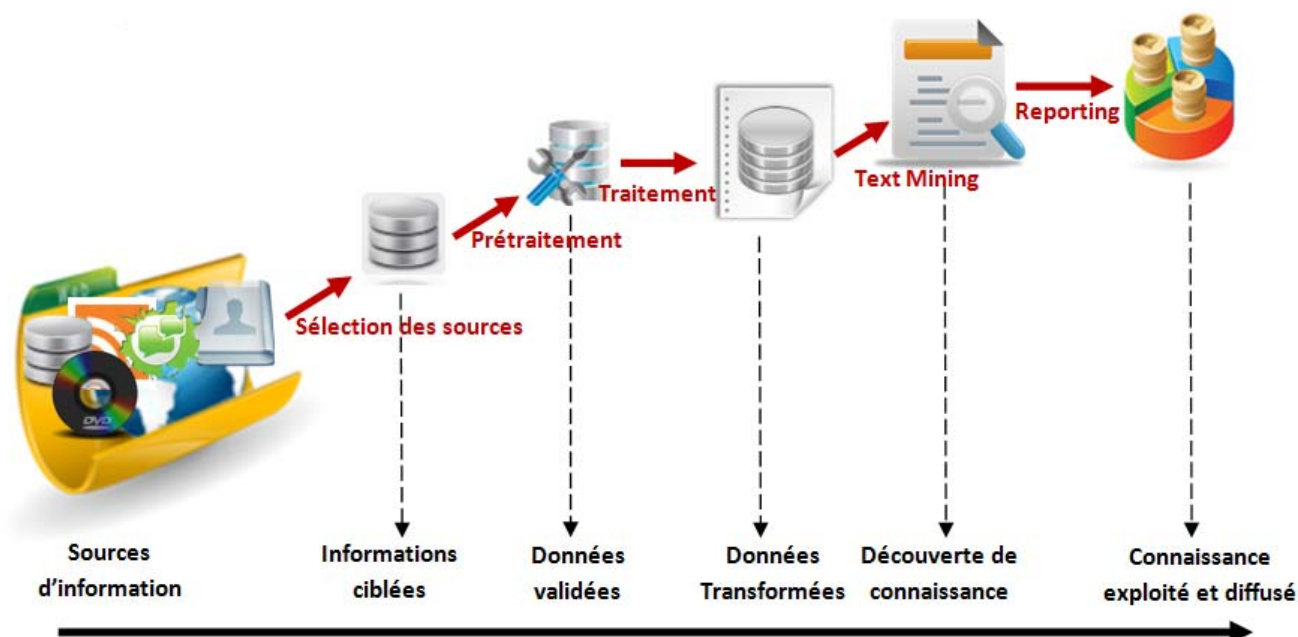 Reporting
Text Mining
Traitement
Prétraitement
Sélection des sources
DVD
Sources
d’information
Informations
ciblées
Données
validées
Données
Transformées
Découverte de
connaissance
Connaissance
exploité et diffusé